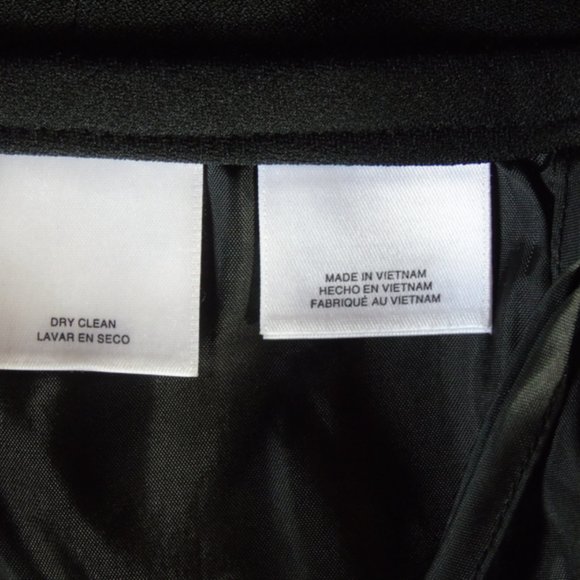 DRY CLEAN
LAVAR EN SECO
MADE IN VIETNAM
HECHO EN VIETNAM
FABRIQUÉ AU VIETNAM